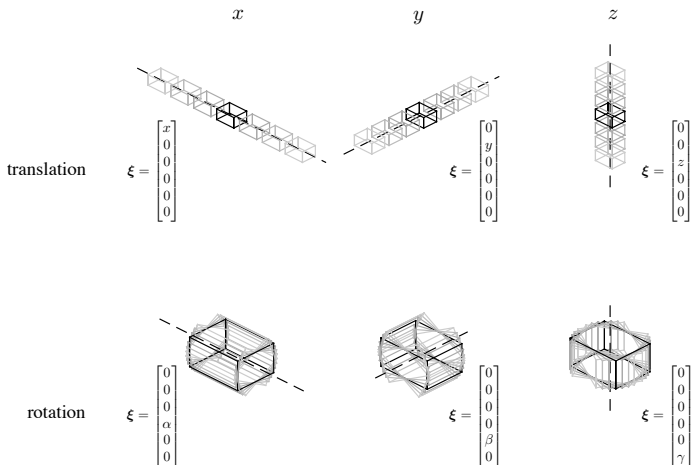 x y z
translation
ξ = [x 0 0 0 0 0]
ξ = [0 y 0 0 0 0]
ξ = [0 0 z 0 0 0]
rotation
ξ = [0 0 0 α 0 0]
ξ = [0 0 0 0 β 0]
ξ = [0 0 0 0 0 γ]